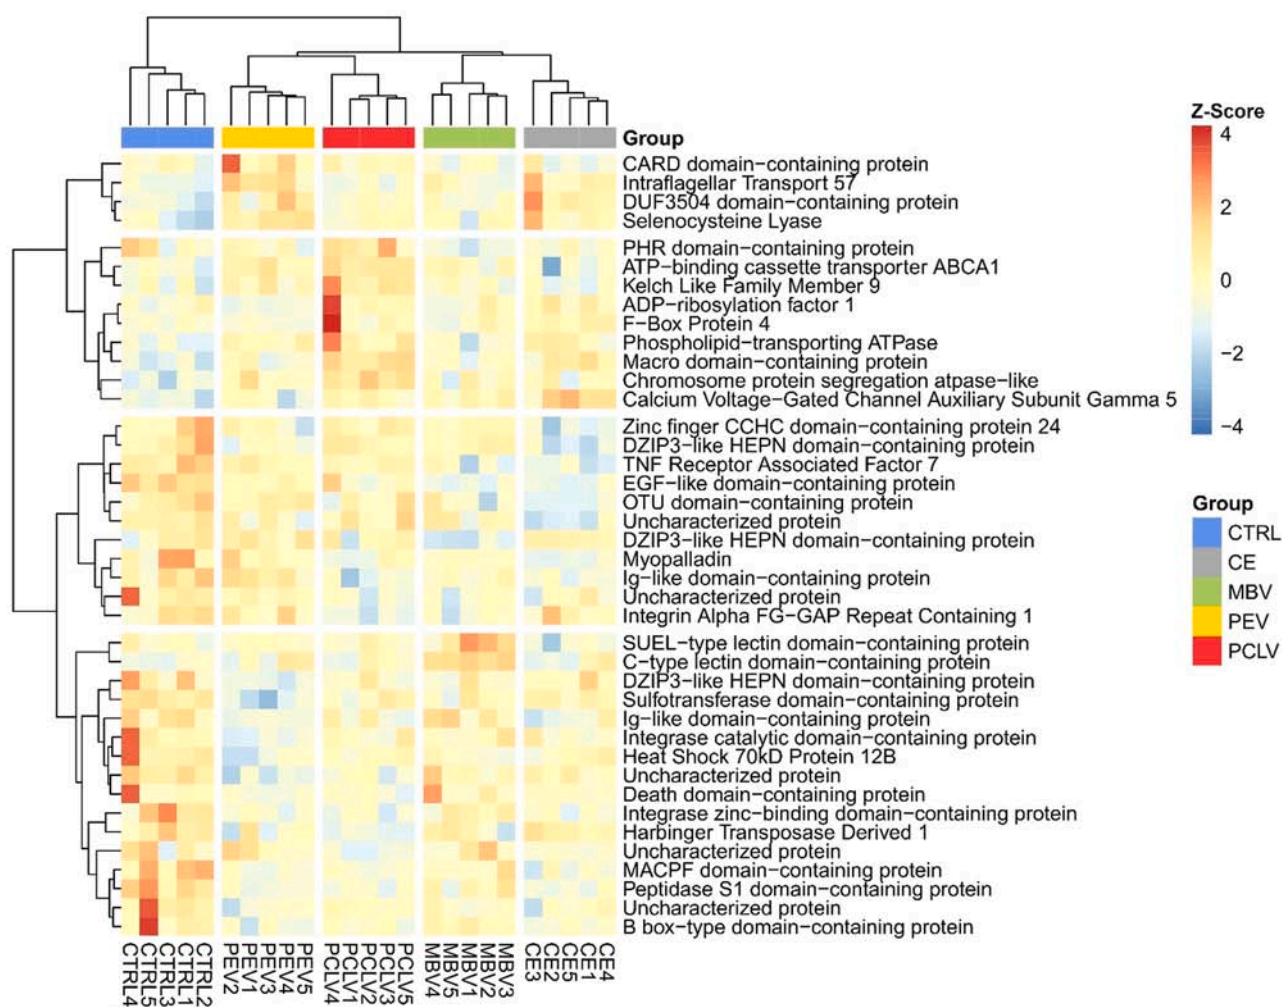 Group
CARD domain−containing protein
Intraflagellar Transport 57
DUF3504 domain−containing protein
Selenocysteine Lyase
PHR domain−containing protein
ATP−binding cassette transporter ABCA1
Kelch Like Family Member 9
ADP−ribosylation factor 1
F−Box Protein 4
Phospholipid−transporting ATPase
Macro domain−containing protein
Chromosome protein segregation atpase−like
Calcium Voltage−Gated Channel Auxiliary Subunit Gamma 5
Zinc finger CCHC domain−containing protein 24
DZIP3−like HEPN domain−containing protein
TNF Receptor Associated Factor 7
EGF−like domain−containing protein
OTU domain−containing protein
Uncharacterized protein
DZIP3−like HEPN domain−containing protein
Myopalladin
Ig−like domain−containing protein
Uncharacterized protein
Integrin Alpha FG−GAP Repeat Containing 1
SUEL−type lectin domain−containing protein
C−type lectin domain−containing protein
DZIP3−like HEPN domain−containing protein
Sulfotransferase domain−containing protein
Ig−like domain−containing protein
Integrase catalytic domain−containing protein
Heat Shock 70kD Protein 12B
Uncharacterized protein
Death domain−containing protein
Integrase zinc−binding domain−containing protein
Harbinger Transposase Derived 1
Uncharacterized protein
MACPF domain−containing protein
Peptidase S1 domain−containing protein
Uncharacterized protein
B box−type domain−containing protein
CTRL4
CTRL5
CTRL3
CTRL1
CTRL2
PEV2
PEV1
PEV3
PEV4
PEV5
PCLV4
PCLV1
PCLV2
PCLV3
PCLV5
MBV4
MBV5
MBV1
MBV2
MBV3
CE3
CE2
CE5
CE1
CE4
Z−Score
4
2
0
−2
−4
Group
CTRL
CE
MBV
PEV
PCLV